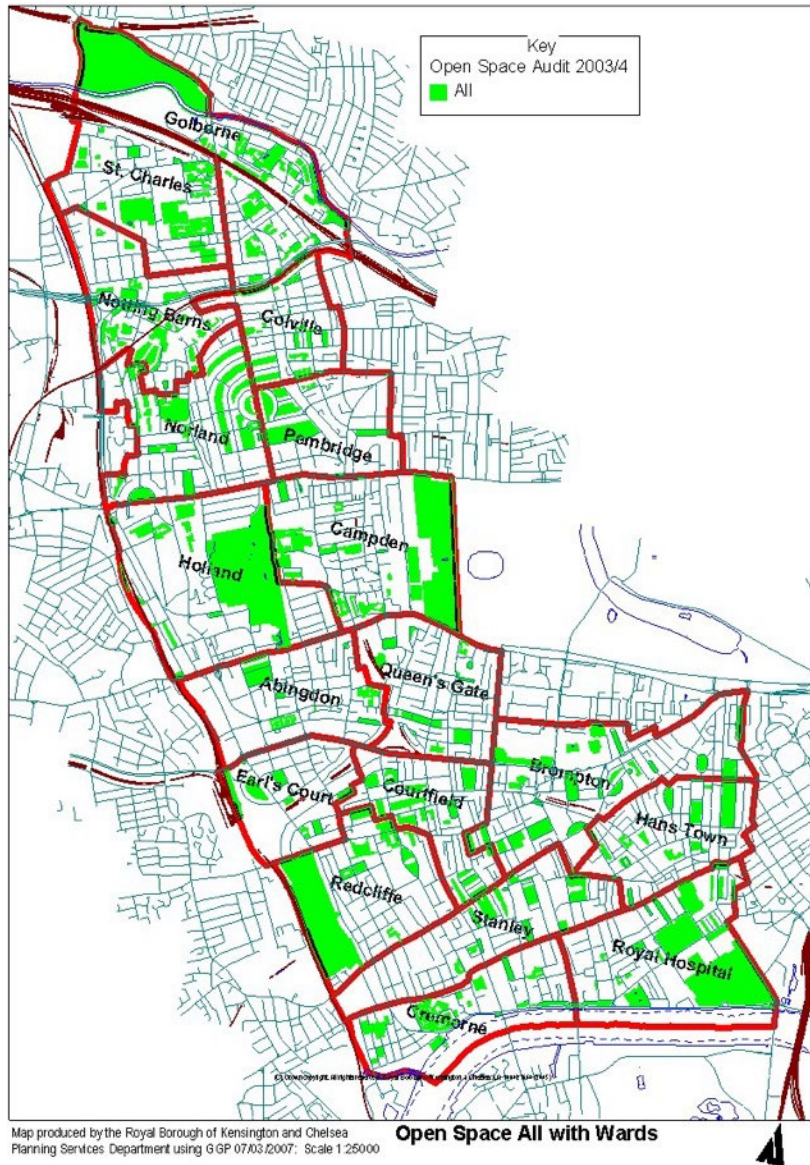 Key
Open Space Audit 2003/4
All
Golborne
St. Charles
Notting Barns
Colville
Norland
Pembridge
Campden
Holland
Queen's Gate
Abingdon
Brompton
Earl's Court
Courtfield
Hans Town
Redcliffe
Stanley
Royal Hospital
Cremorne
Map produced by the Royal Borough of Kensington and Chelsea
Planning Services Department using GGP 07/03/2007: Scale 1:25000
Open Space All with Wards